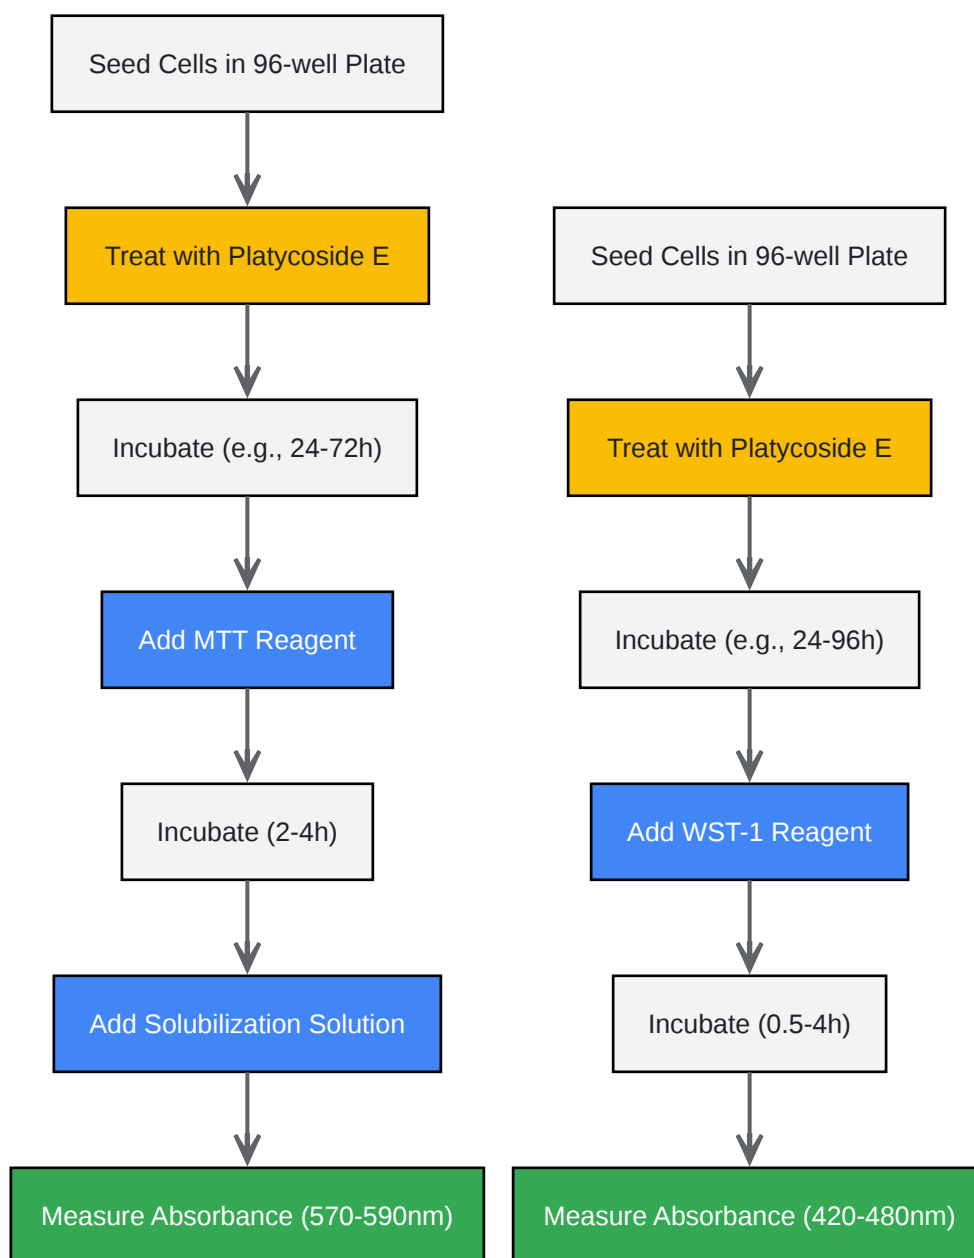 Seed Cells in 96-well Plate
Treat with Platycoside E
Incubate (e.g., 24-72h)
Add MTT Reagent
Incubate (2-4h)
Add Solubilization Solution
Measure Absorbance (570-590nm)
Seed Cells in 96-well Plate
Treat with Platycoside E
Incubate (e.g., 24-96h)
Add WST-1 Reagent
Incubate (0.5-4h)
Measure Absorbance (420-480nm)